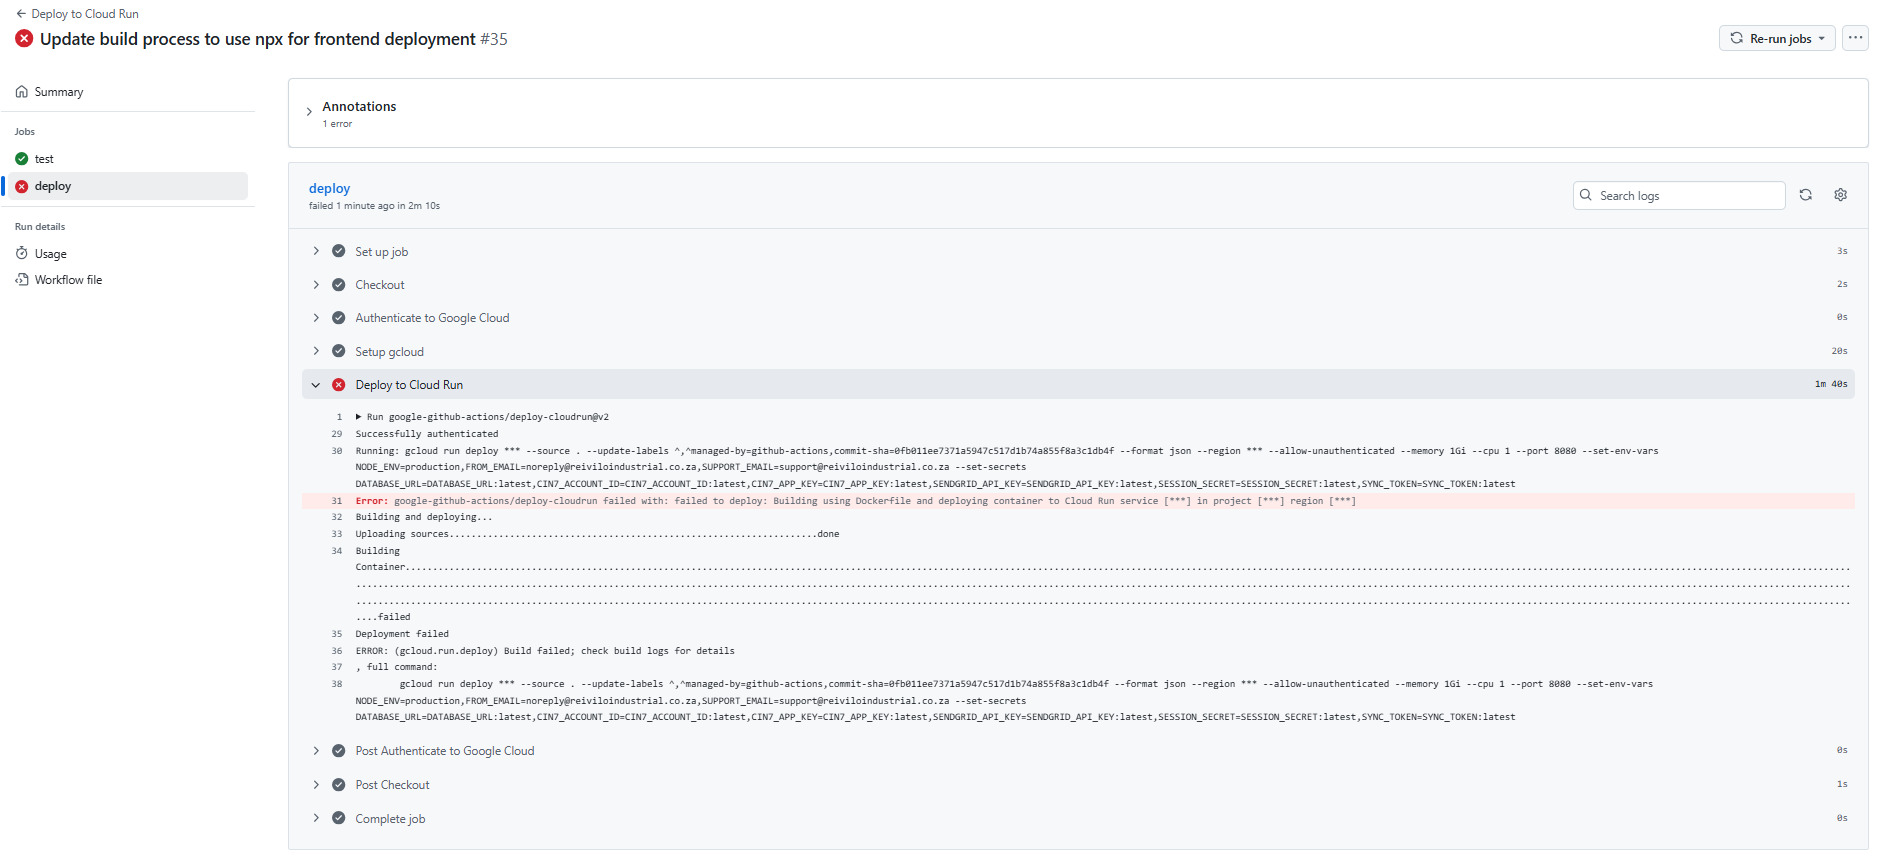 Deploy to Cloud Run
Update build process to use npx for frontend deployment #35
Re-run jobs
Summary
Jobs
test
deploy
Run details
Usage
Workflow file
Annotations
1 error
deploy
failed 1 minute ago in 2m 10s
Search logs
Set up job 3s
Checkout 2s
Authenticate to Google Cloud 0s
Setup gcloud 20s
Deploy to Cloud Run 1m 40s
1 Run google-github-actions/deploy-cloudrun@v2
29 Successfully authenticated
30 Running: gcloud run deploy *** --source . --update-labels ^,^managed-by=github-actions,commit-sha=0fb011ee7371a5947c517d1b74a855f8a3c1db4f --format json --region *** --allow-unauthenticated --memory 1Gi --cpu 1 --port 8080 --set-env-vars
NODE_ENV=production,FROM_EMAIL=noreply@reiviloindustrial.co.za,SUPPORT_EMAIL=support@reiviloindustrial.co.za --set-secrets
DATABASE_URL=DATABASE_URL:latest,CIN7_ACCOUNT_ID=CIN7_ACCOUNT_ID:latest,CIN7_APP_KEY=CIN7_APP_KEY:latest,SENDGRID_API_KEY=SENDGRID_API_KEY:latest,SESSION_SECRET=SESSION_SECRET:latest,SYNC_TOKEN=SYNC_TOKEN:latest
31 Error: google-github-actions/deploy-cloudrun failed with: failed to deploy: Building using Dockerfile and deploying container to Cloud Run service [***] in project [***] region [***]
32 Building and deploying...
33 Uploading sources...................................................................done
34 Building
Container.......................................................................................................................
................................................................................................................................
................................................................................................................................
....failed
35 Deployment failed
36 ERROR: (gcloud.run.deploy) Build failed; check build logs for details
37 , full command:
38 gcloud run deploy *** --source . --update-labels ^,^managed-by=github-actions,commit-sha=0fb011ee7371a5947c517d1b74a855f8a3c1db4f --format json --region *** --allow-unauthenticated --memory 1Gi --cpu 1 --port 8080 --set-env-vars
NODE_ENV=production,FROM_EMAIL=noreply@reiviloindustrial.co.za,SUPPORT_EMAIL=support@reiviloindustrial.co.za --set-secrets
DATABASE_URL=DATABASE_URL:latest,CIN7_ACCOUNT_ID=CIN7_ACCOUNT_ID:latest,CIN7_APP_KEY=CIN7_APP_KEY:latest,SENDGRID_API_KEY=SENDGRID_API_KEY:latest,SESSION_SECRET=SESSION_SECRET:latest,SYNC_TOKEN=SYNC_TOKEN:latest
Post Authenticate to Google Cloud 0s
Post Checkout 1s
Complete job 0s